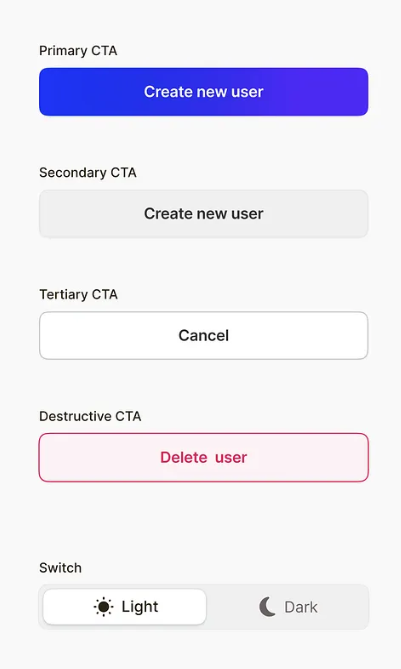 Primary CTA
Create new user
Secondary CTA
Create new user
Tertiary CTA
Cancel
Destructive CTA
Delete user
Switch
Light
Dark